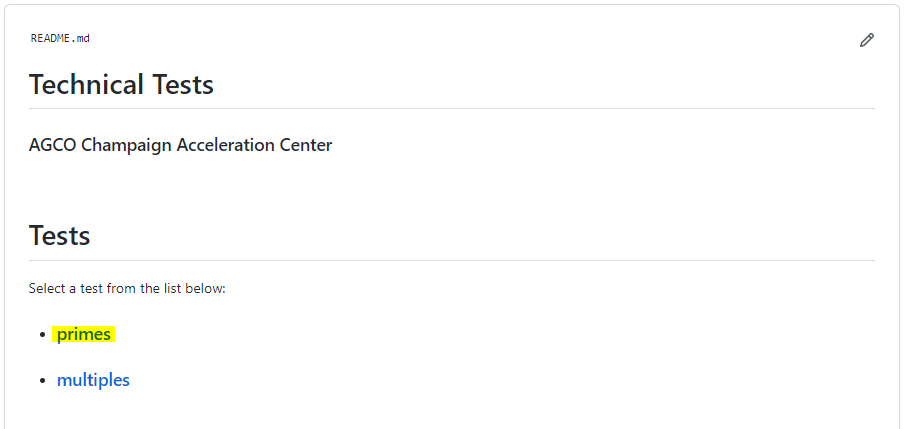 README.md
Technical Tests
AGCO Champaign Acceleration Center
Tests
Select a test from the list below:
primes
multiples